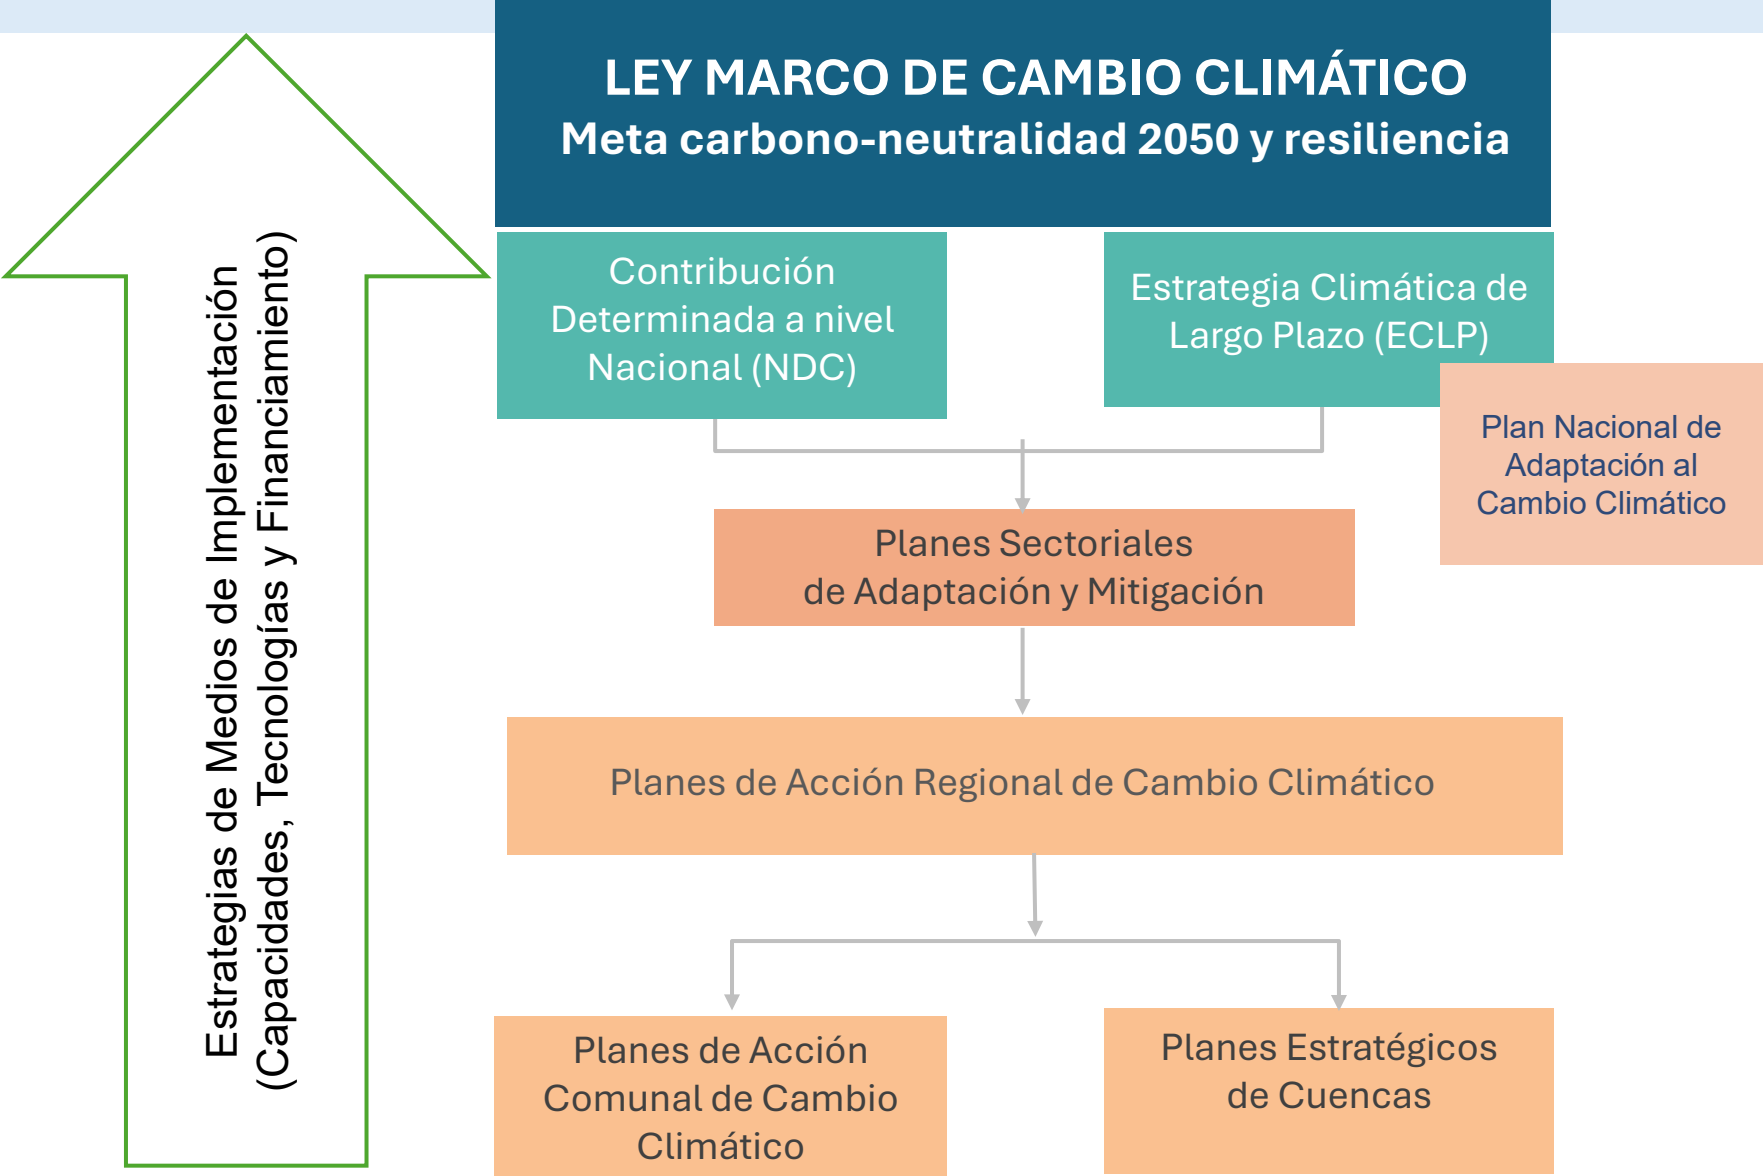 LEY MARCO DE CAMBIO CLIMÁTICO
Meta carbono-neutralidad 2050 y resiliencia
Estrategias de Medios de Implementación
(Capacidades, Tecnologías y Financiamiento)
Contribución
Determinada a nivel
Nacional (NDC)
Estrategia Climática de
Largo Plazo (ECLP)
Plan Nacional de
Adaptación al
Cambio Climático
Planes Sectoriales
de Adaptación y Mitigación
Planes de Acción Regional de Cambio Climático
Planes de Acción
Comunal de Cambio
Climático
Planes Estratégicos
de Cuencas